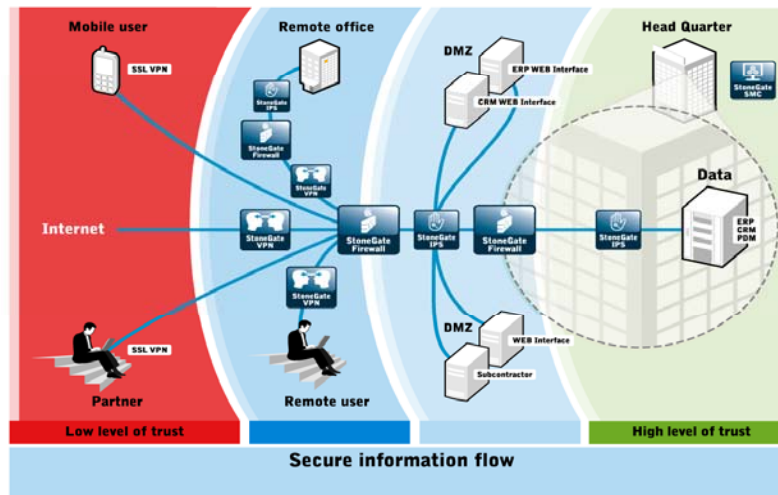 Mobile user
SSL VPN
Remote office
StoneGate
IPS
StoneGate
Firewall
StoneGate
VPN
DMZ
ERP WEB Interface
CRM WEB Interface
Head Quarter
StoneGate
SMC
Data
ERP
CRM
PDM
Internet
StoneGate
VPN
StoneGate
Firewall
StoneGate
IPS
StoneGate
Firewall
StoneGate
IPS
StoneGate
VPN
DMZ
WEB Interface
Subcontractor
SSL VPN
Partner
Remote user
Low level of trust
High level of trust
Secure information flow